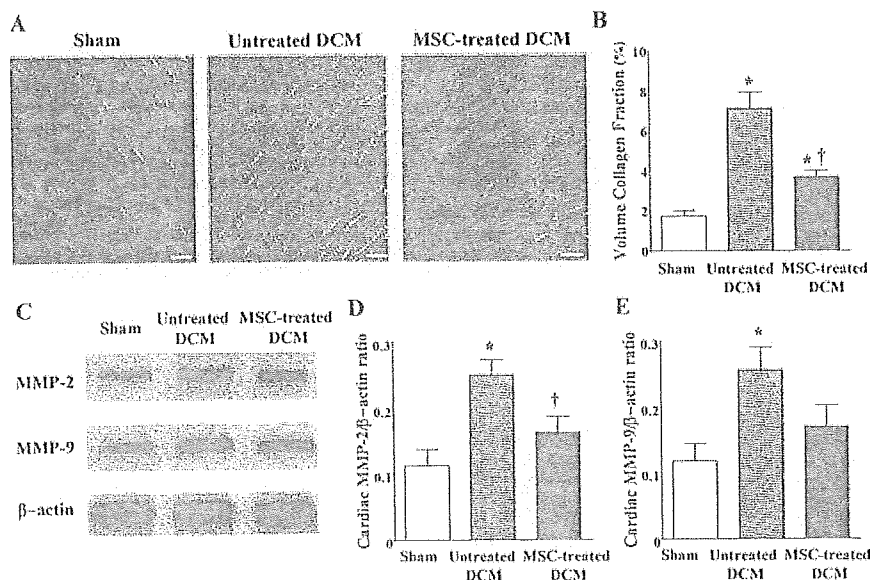 A
Sham
Untreated DCM
MSC-treated DCM
B
Volume Collagen Fraction (%)
10
8
6
4
2
0
*
* †
Sham
Untreated
DCM
MSC-treated
DCM
C
Sham
Untreated
DCM
MSC-treated
DCM
MMP-2
MMP-9
β-actin
D
Cardiac MMP-2/β-actin ratio
0.3
0.2
0.1
0
*
†
Sham
Untreated
DCM
MSC-treated
DCM
E
Cardiac MMP-9/β-actin ratio
0.3
0.2
0.1
0
*
Sham
Untreated
DCM
MSC-treated
DCM